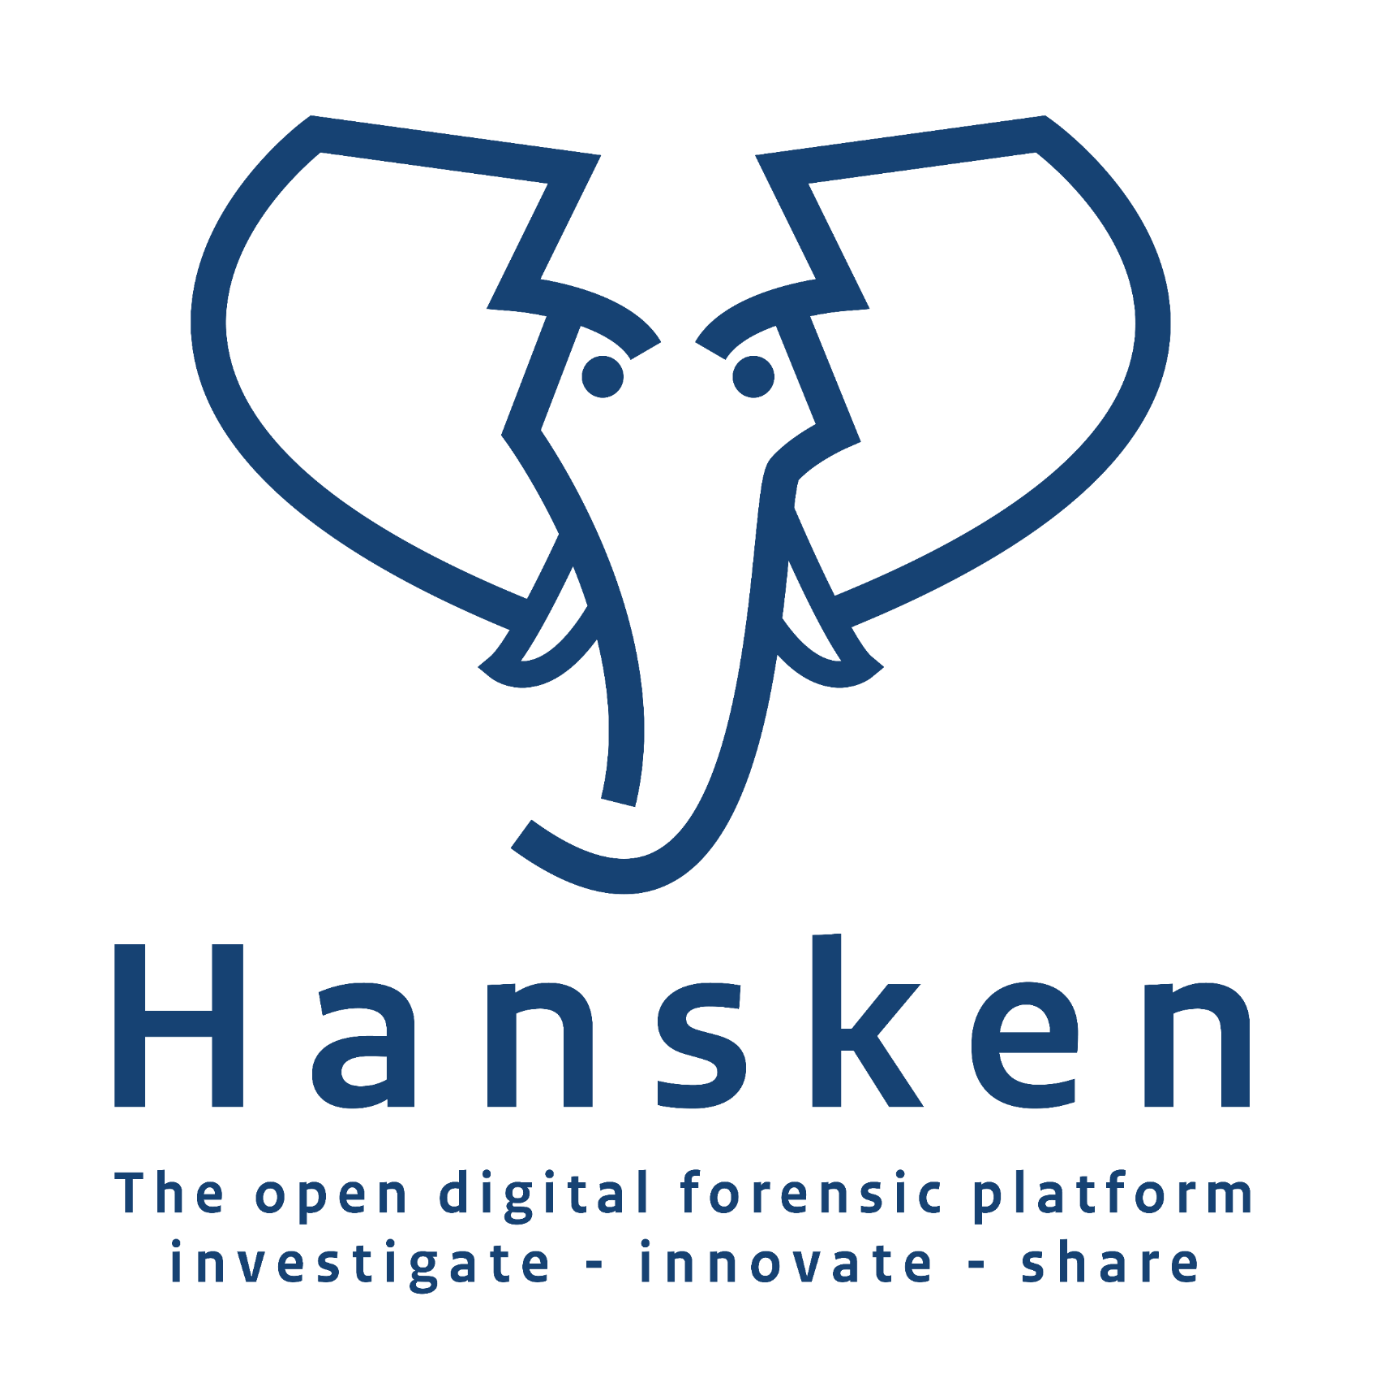 Hansken
The open digital forensic platform
investigate - innovate - share